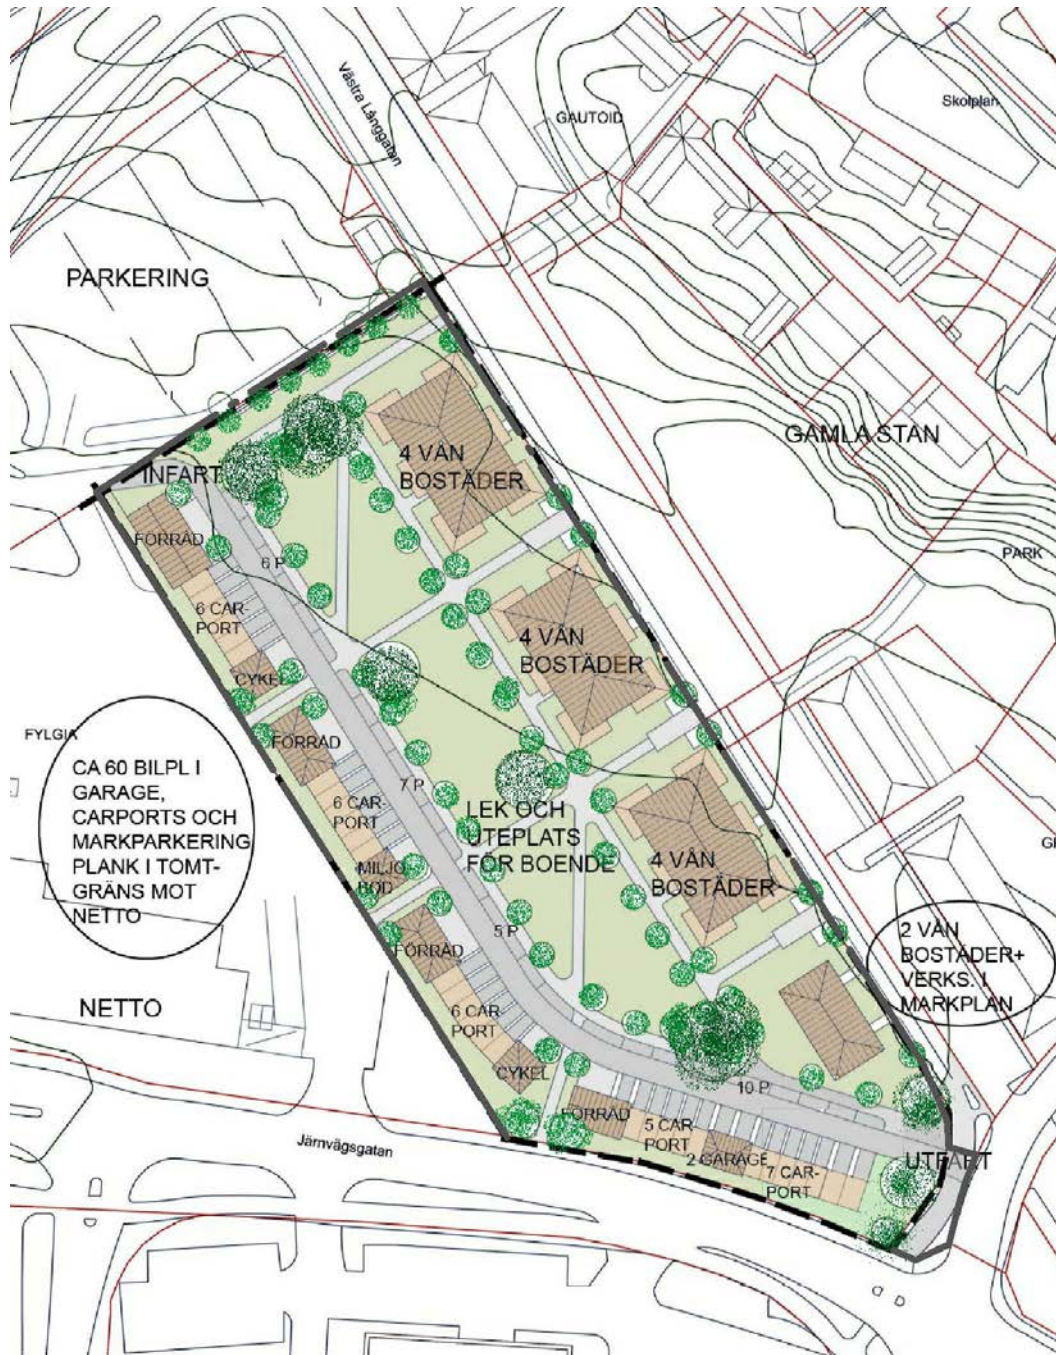 Västra Långgatan
Skolplan
GAUTOID
PARKERING
GAMLA STAN
4 VÅN
BOSTÄDER
INFART
FÖRRÅD
6 P
PARK
6 CAR-
PORT
4 VÅN
BOSTÄDER
CYKEL
FYLGIA
FÖRRÅD
CA 60 BILPL I
GARAGE,
CARPORTS OCH
MARKPARKERING
PLANK I TOMT-
GRÄNS MOT
NETTO
7 P
6 CAR-
PORT
LEK OCH
UTEPLATS
FÖR BOENDE
4 VÅN
BOSTÄDER
MILJÖ
BOD
5 P
FÖRRÅD
2 VÅN
BOSTÄDER+
VERKS. I
MARKPLAN
NETTO
6 CAR-
PORT
CYKEL
10 P
FÖRRÅD
5 CAR-
PORT
2 GARAGE
7 CAR-
PORT
UTFART
Järnvägsgatan